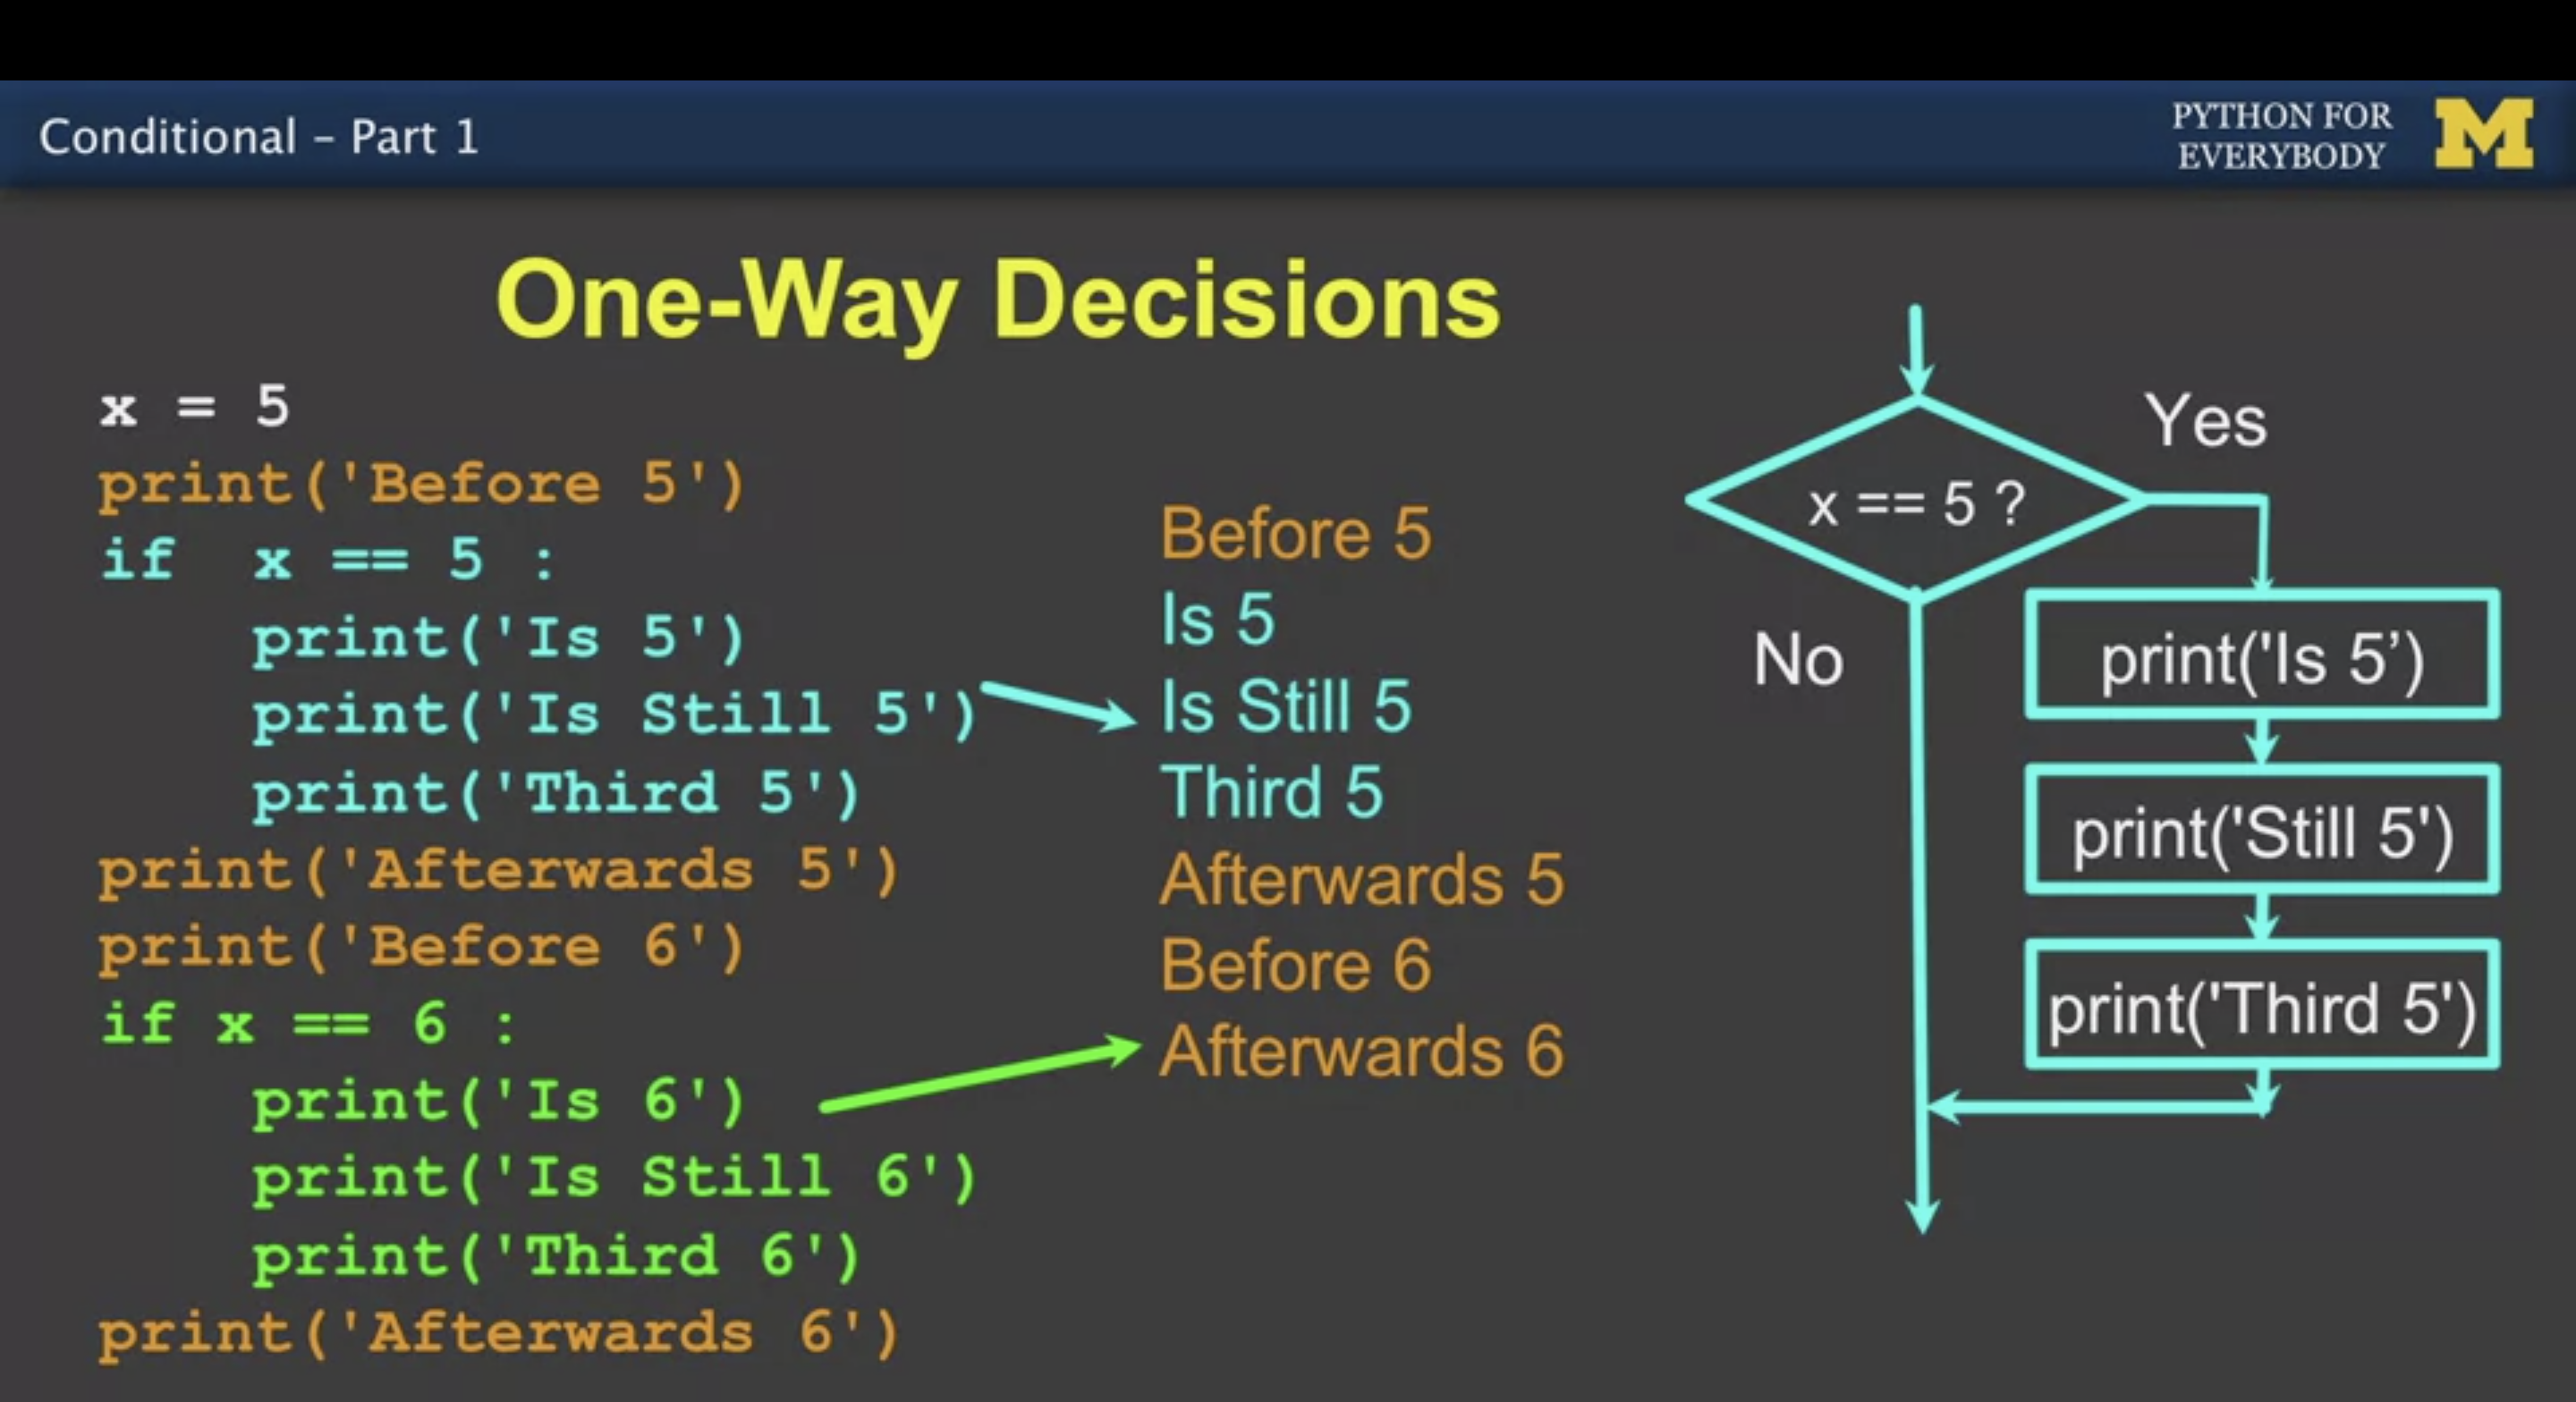 Conditional – Part 1
PYTHON FOR
EVERYBODY
M
One-Way Decisions
x = 5
print('Before 5')
if  x == 5 :
    print('Is 5')
    print('Is Still 5')
    print('Third 5')
print('Afterwards 5')
print('Before 6')
if x == 6 :
    print('Is 6')
    print('Is Still 6')
    print('Third 6')
print('Afterwards 6')
Before 5
Is 5
Is Still 5
Third 5
Afterwards 5
Before 6
Afterwards 6
x == 5 ?
Yes
No
print('Is 5’)
print('Still 5')
print('Third 5')